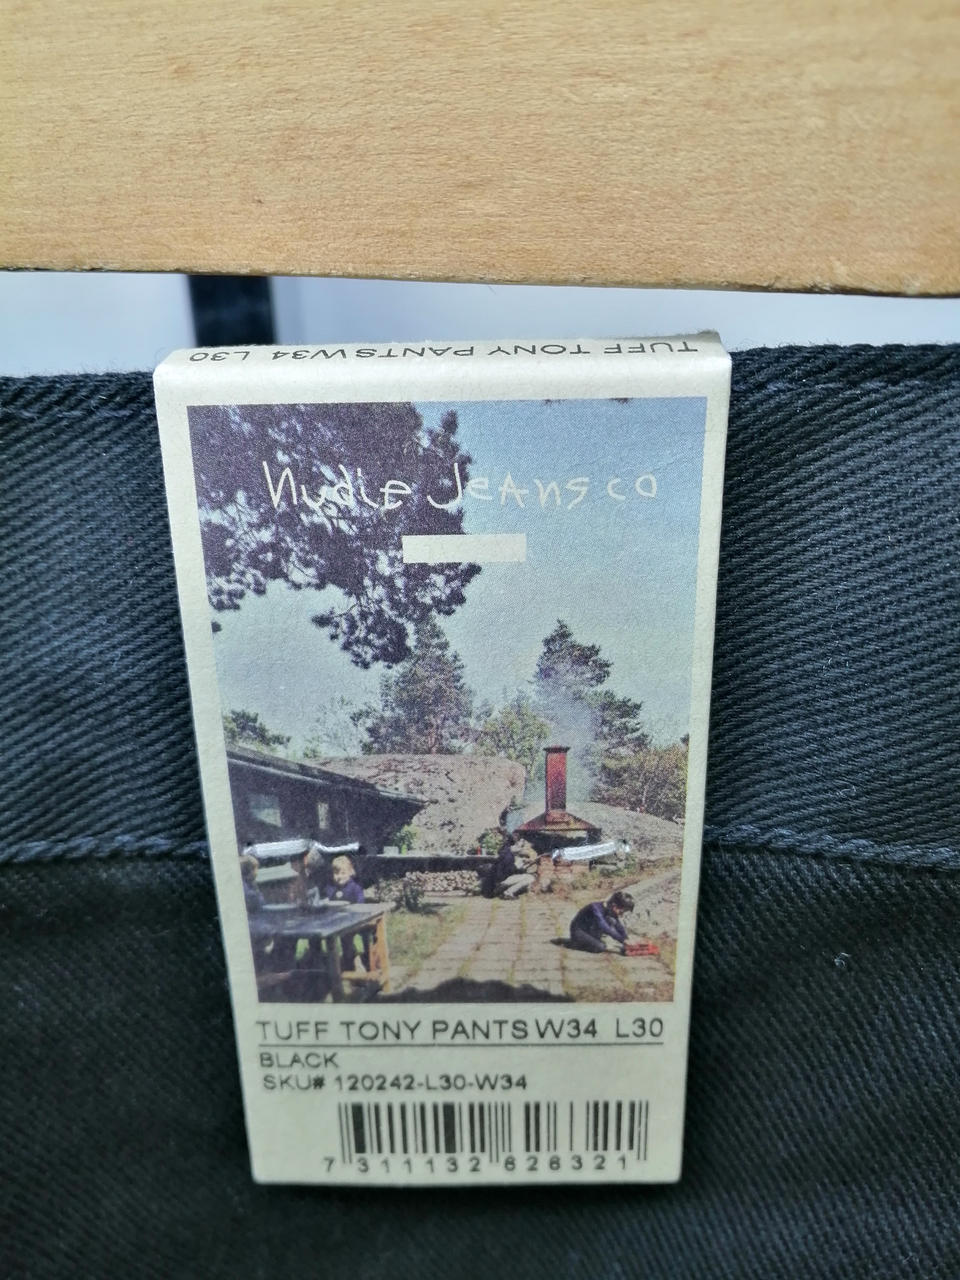 TUFF TONY PANTS W34 L30
Nudie Jeans co
TUFF TONY PANTS W34 L30
BLACK
SKU# 120242-L30-W34
7 311132 626321